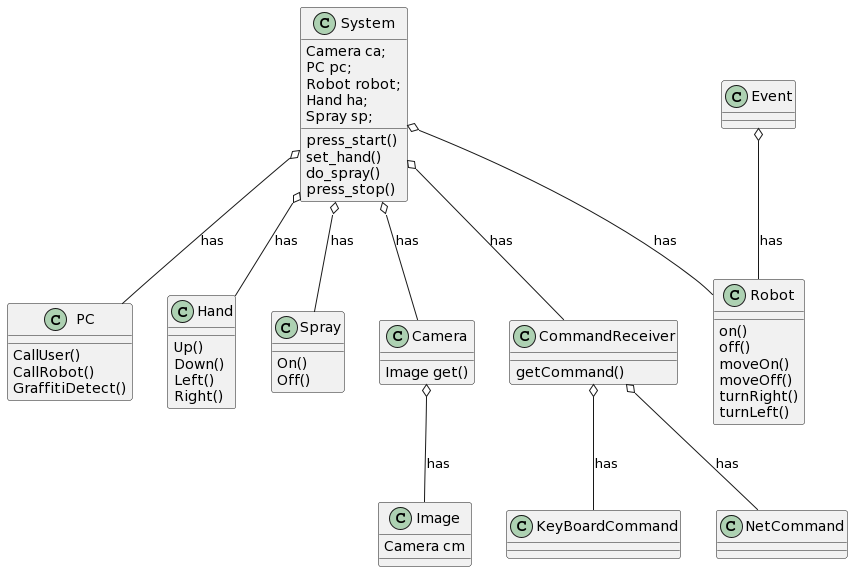 C System
Camera ca;
PC pc;
Robot robot;
Hand ha;
Spray sp;
press_start()
set_hand()
do_spray()
press_stop()
C Event
has
has
has
has
has
has
has
C PC
CallUser()
CallRobot()
GraffitiDetect()
C Hand
Up()
Down()
Left()
Right()
C Spray
On()
Off()
C Camera
Image get()
C CommandReceiver
getCommand()
C Robot
on()
off()
moveOn()
moveOff()
turnRight()
turnLeft()
has
has
has
C Image
Camera cm
C KeyBoardCommand
C NetCommand